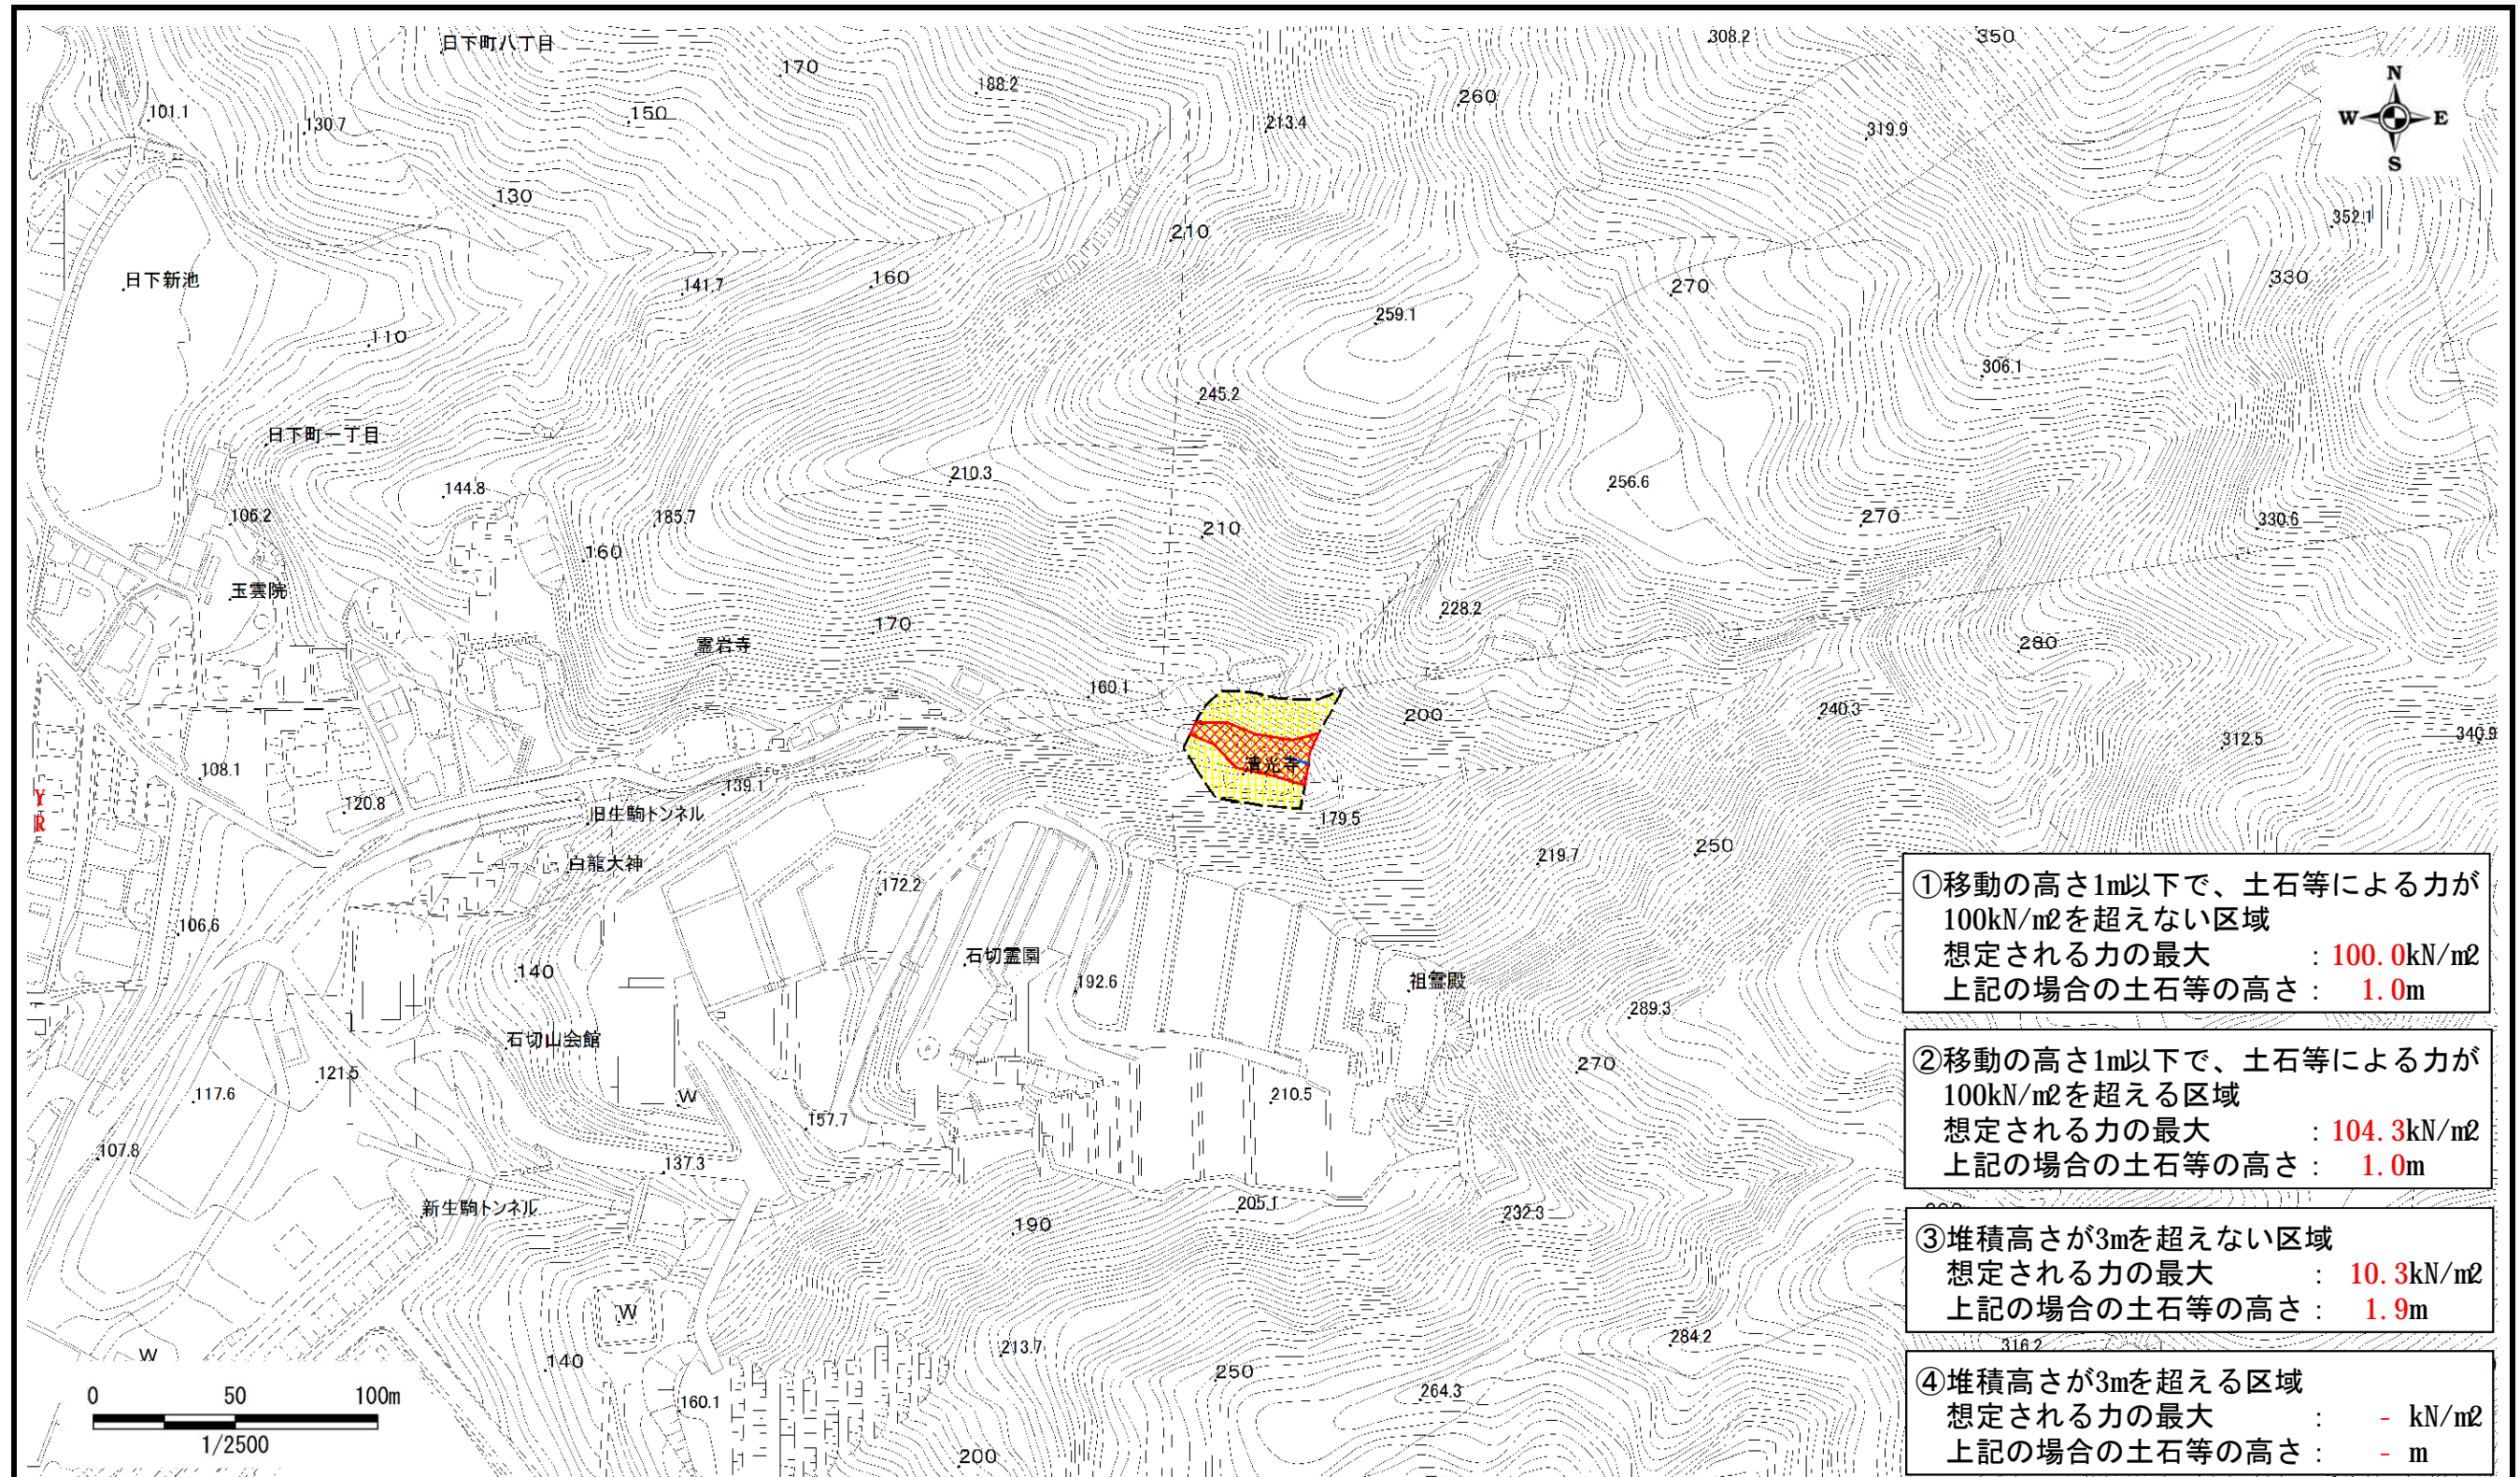 日下町八丁目
308.2
350
170
188.2
260
N
101.1
130.7
150
213.4
319.9
W
E
S
130
210
352.1
日下新池
141.7
160
270
330
259.1
110
306.1
245.2
日下町一丁目
210.3
144.8
256.6
106.2
185.7
210
270
330.6
160
玉雲院
228.2
170
霊岩寺
280
160.1
200
240.3
312.5
340.9
清光寺
108.1
139.1
Y
R
120.8
旧生駒トンネル
179.5
白龍大神
219.7
250
172.2
106.6
140
石切霊園
192.6
祖霊殿
289.3
石切山会館
121.5
117.6
W
157.7
210.5
270
107.8
137.3
新生駒トンネル
190
205.1
232.3
W
W
140
213.7
250
284.2
316.2
160.1
264.3
200
0 50 100m
1/2500
①移動の高さ1m以下で、土石等による力が
100kN/m2を超えない区域
想定される力の最大 : 100.0kN/m2
上記の場合の土石等の高さ : 1.0m
②移動の高さ1m以下で、土石等による力が
100kN/m2を超える区域
想定される力の最大 : 104.3kN/m2
上記の場合の土石等の高さ : 1.0m
③堆積高さが3mを超えない区域
想定される力の最大 : 10.3kN/m2
上記の場合の土石等の高さ : 1.9m
④堆積高さが3mを超える区域
想定される力の最大 : - kN/m2
上記の場合の土石等の高さ : - m